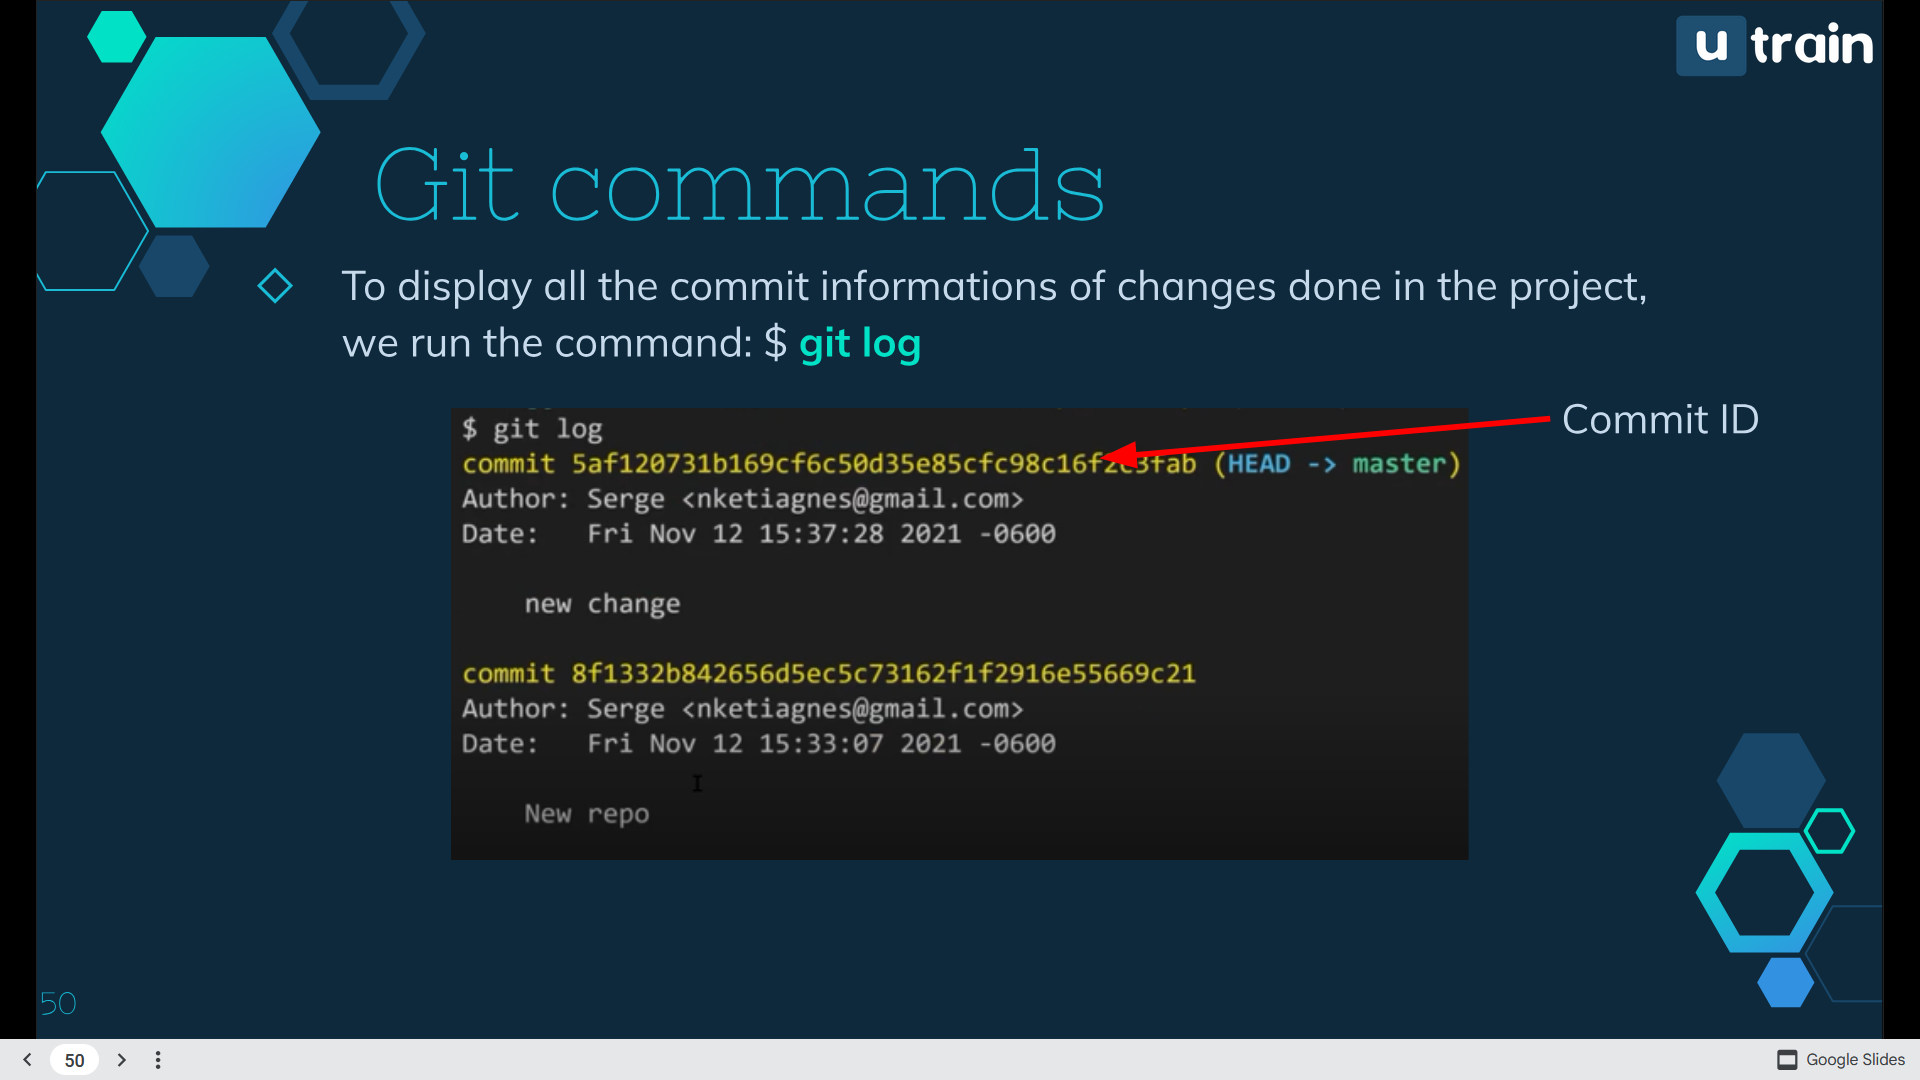 u train
Git commands
To display all the commit informations of changes done in the project,
we run the command: $ git log
Commit ID
$ git log
commit 5af120731b169cf6c50d35e85cfc98c16f2c3fab (HEAD -> master)
Author: Serge <nketiagnes@gmail.com>
Date:   Fri Nov 12 15:37:28 2021 -0600
new change
commit 8f1332b842656d5ec5c73162f1f2916e55669c21
Author: Serge <nketiagnes@gmail.com>
Date:   Fri Nov 12 15:33:07 2021 -0600
New repo
50
50
Google Slides